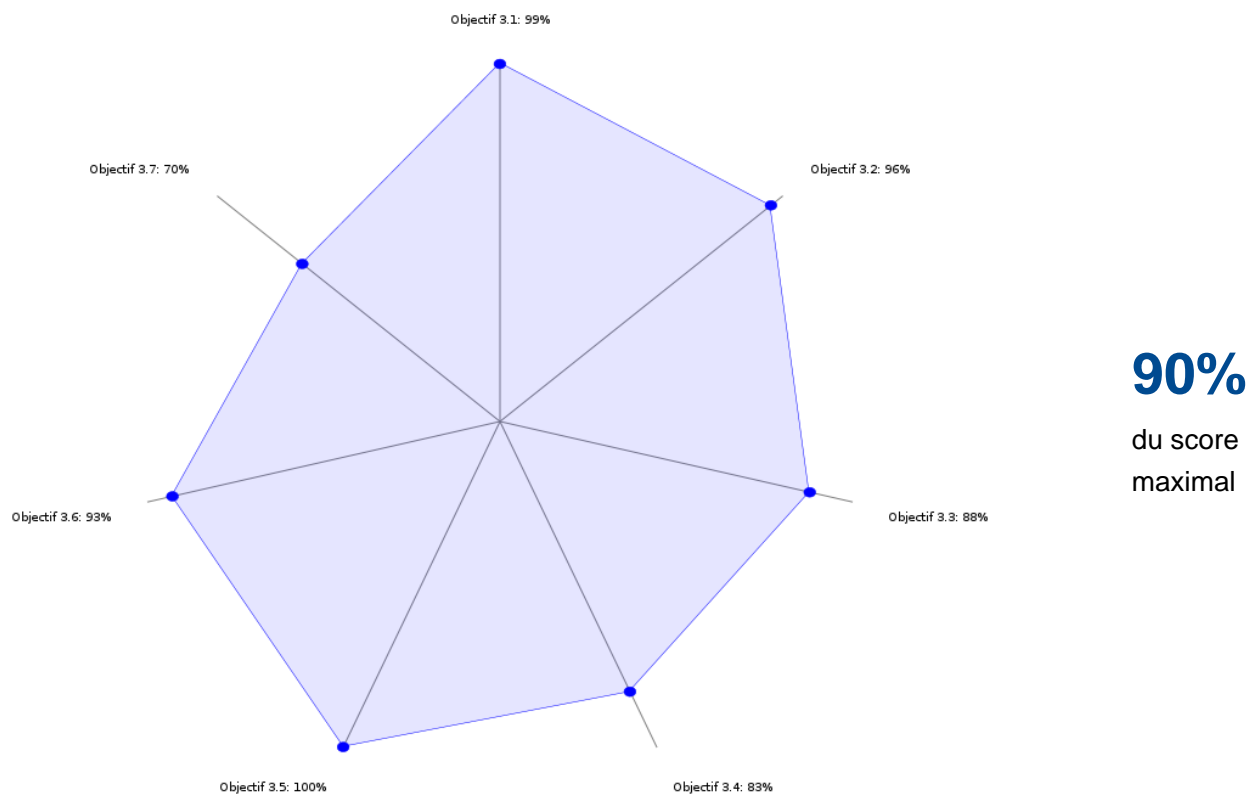 Objectif 3.1: 99%
Objectif 3.7: 70%
Objectif 3.2: 96%
90%
du score
maximal
Objectif 3.6: 93%
Objectif 3.3: 88%
Objectif 3.5: 100%
Objectif 3.4: 83%